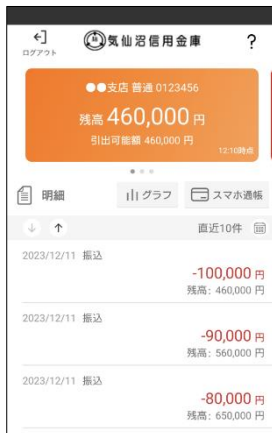 ログアウト
気仙沼信用金庫
?
●●支店 普通 0123456
残高 460,000 円
引出可能額 460,000 円
12:10時点
明細
グラフ
スマホ通帳
直近10件
2023/12/11 振込
-100,000 円
残高: 460,000 円
2023/12/11 振込
-90,000 円
残高: 560,000 円
2023/12/11 振込
-80,000 円
残高: 650,000 円